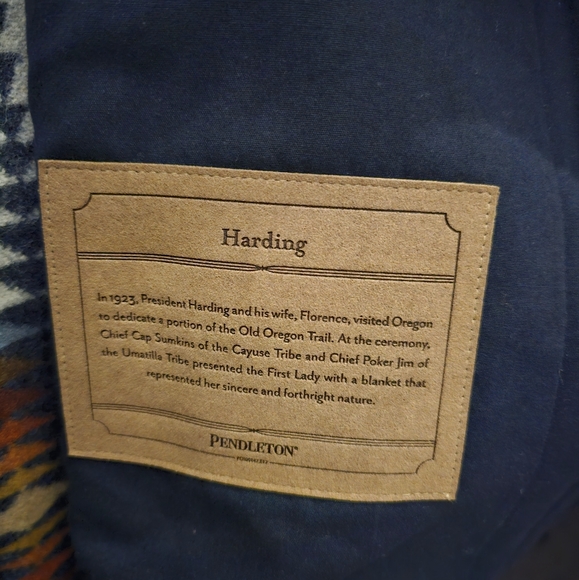 Harding
In 1923, President Harding and his wife, Florence, visited Oregon
to dedicate a portion of the Old Oregon Trail. At the ceremony,
Chief Cap Sumkins of the Cayuse Tribe and Chief Poker Jim of
the Umatilla Tribe presented the First Lady with a blanket that
represented her sincere and forthright nature.
PENDLETON®